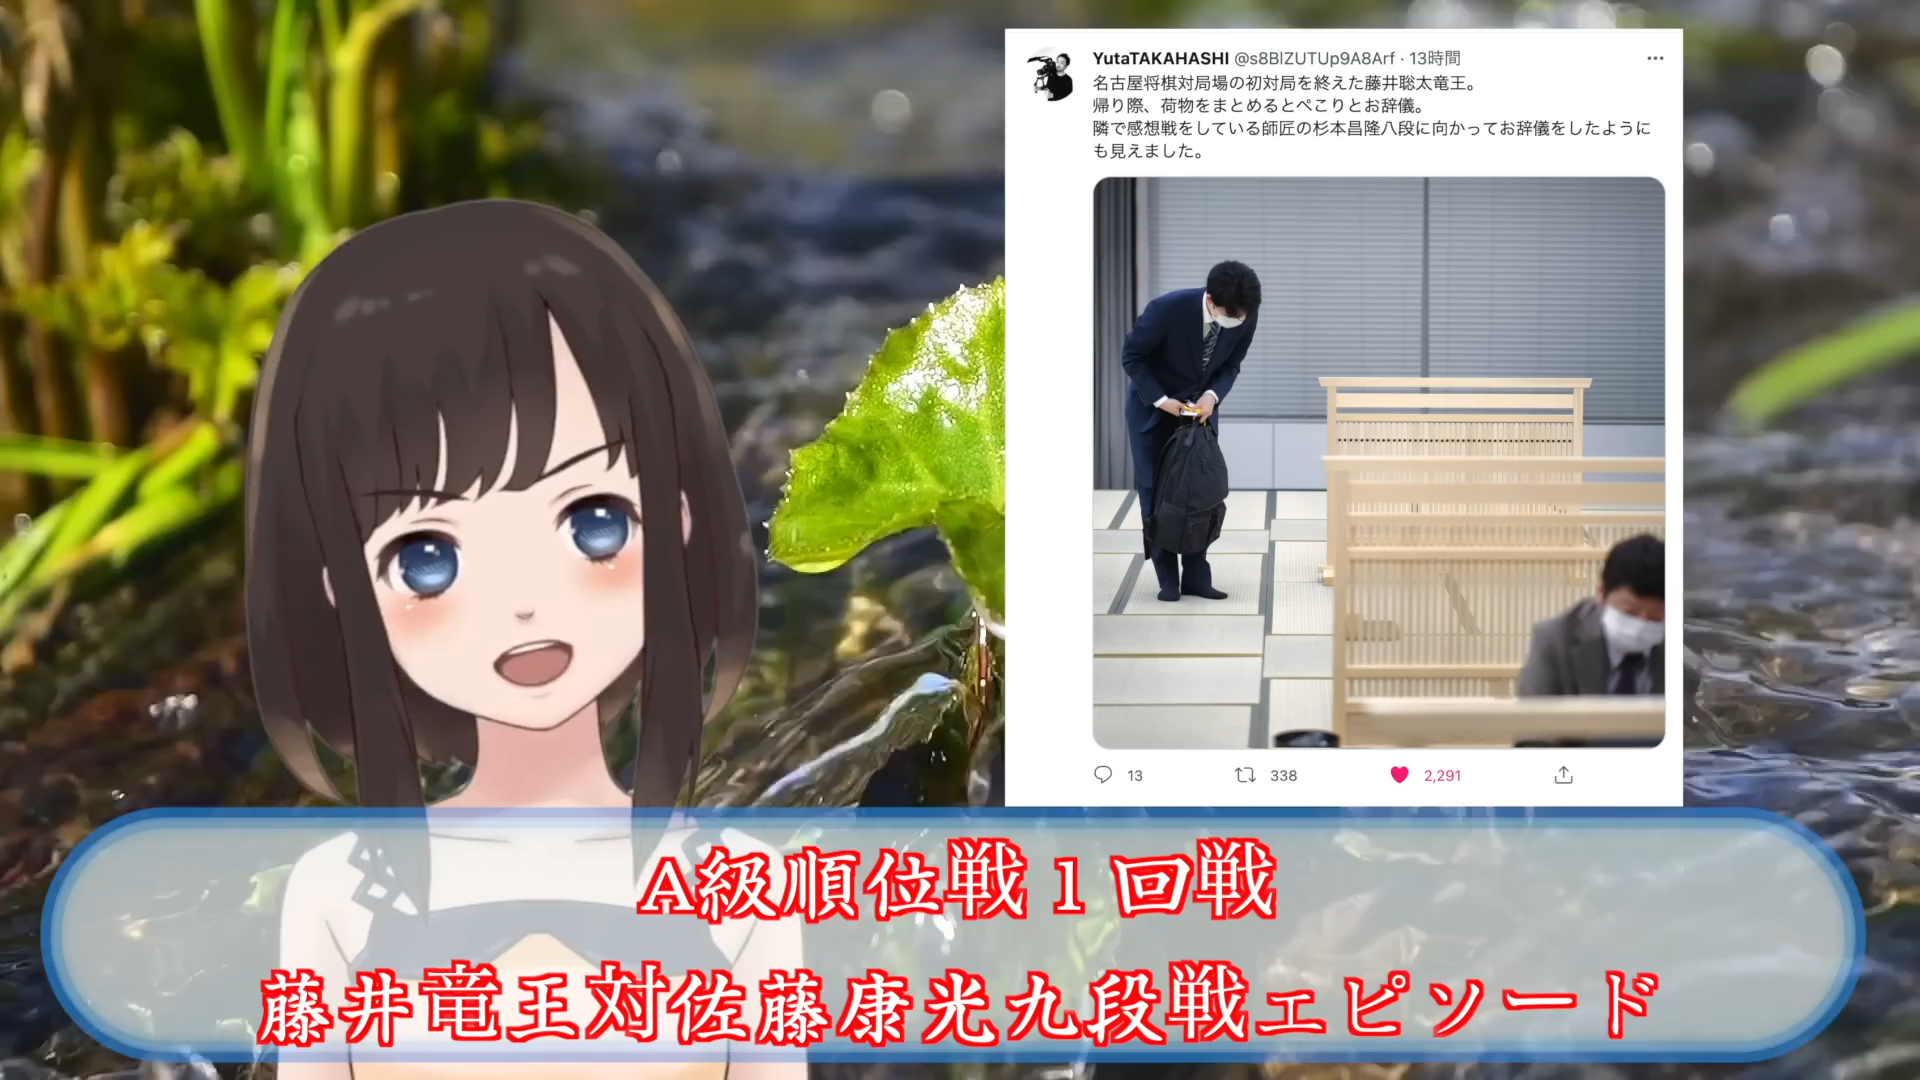 YutaTAKAHASHI @s8BlZUTUp9A8Arf · 13時間
名古屋将棋対局場の初対局を終えた藤井聡太竜王。
帰り際、荷物をまとめるとぺこりとお辞儀。
隣で感想戦をしている師匠の杉本昌隆八段に向かってお辞儀をしたように
も見えました。
13 338 2,291
A級順位戦１回戦
藤井竜王対佐藤康光九段戦エピソード